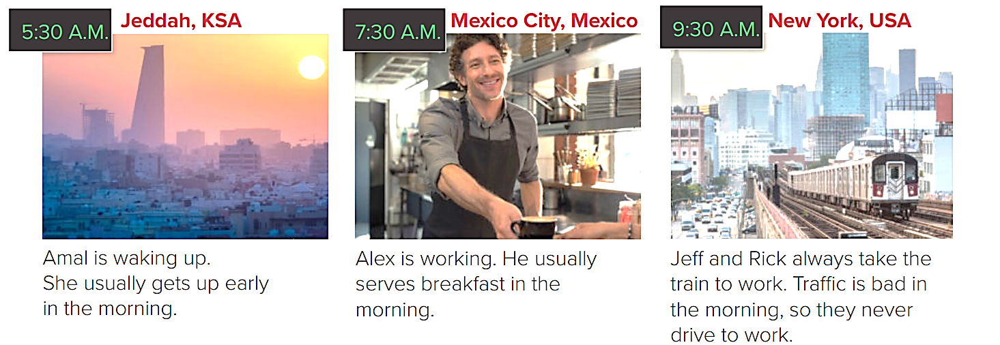 5:30 A.M.
Jeddah, KSA
Amal is waking up.
She usually gets up early
in the morning.
7:30 A.M.
Mexico City, Mexico
Alex is working. He usually
serves breakfast in the
morning.
9:30 A.M.
New York, USA
Jeff and Rick always take the
train to work. Traffic is bad in
the morning, so they never
drive to work.